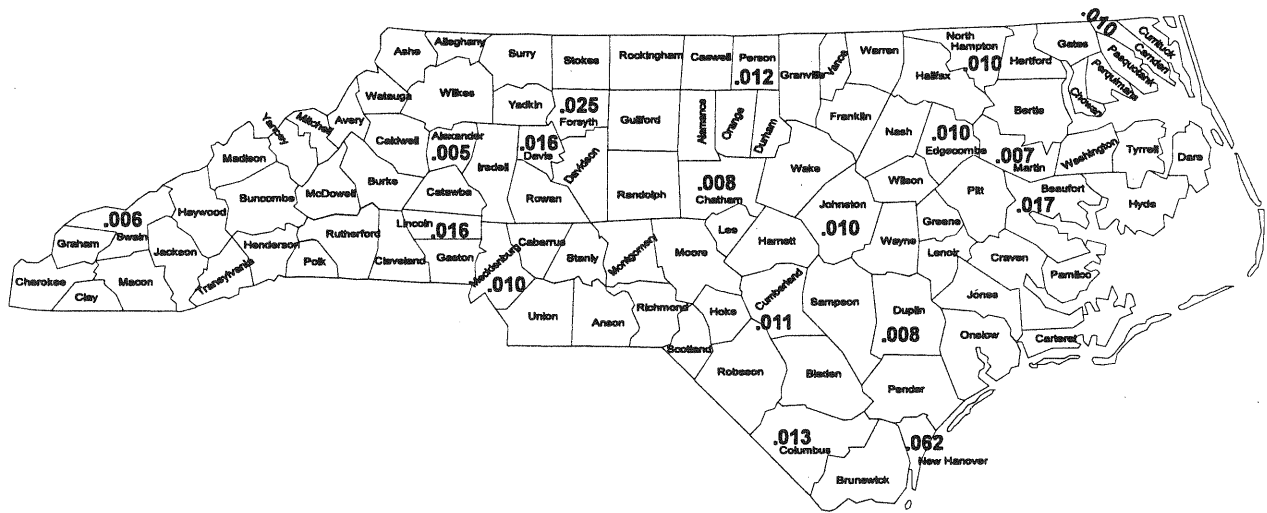 .010
Ashe
Alleghany
Surry
Stokes
Rockingham
Caswell
Person
.012
Granville
Vance
Warren
North
Hampton
.010
Halifax
Hertford
Gates
Currituck
Camden
Pasquotank
Perquimans
Chowan
Watauga
Wilkes
Yadkin
.025
Forsyth
Guilford
Alamance
Orange
Durham
Franklin
Nash
.010
Edgecombe
Bertie
.007
Martin
Washington
Tyrrell
Dare
Yancey
Mitchell
Avery
Caldwell
Alexander
.005
Iredell
.016
Davie
Davidson
Madison
Buncombe
McDowell
Burke
Catawba
Rowan
Randolph
.008
Chatham
Wake
Wilson
Johnston
.010
Pitt
Beaufort
.017
Hyde
.006
Swain
Haywood
Graham
Jackson
Henderson
Transylvania
Polk
Rutherford
Cleveland
Lincoln
.016
Gaston
Mecklenburg
.010
Cabarrus
Stanly
Montgomery
Moore
Lee
Harnett
Wayne
Greene
Lenoir
Craven
Pamlico
Cherokee
Clay
Macon
Union
Anson
Richmond
Scotland
Hoke
Cumberland
.011
Sampson
Duplin
.008
Jones
Onslow
Carteret
Robeson
Bladen
Pender
.013
Columbus
.062
New Hanover
Brunswick